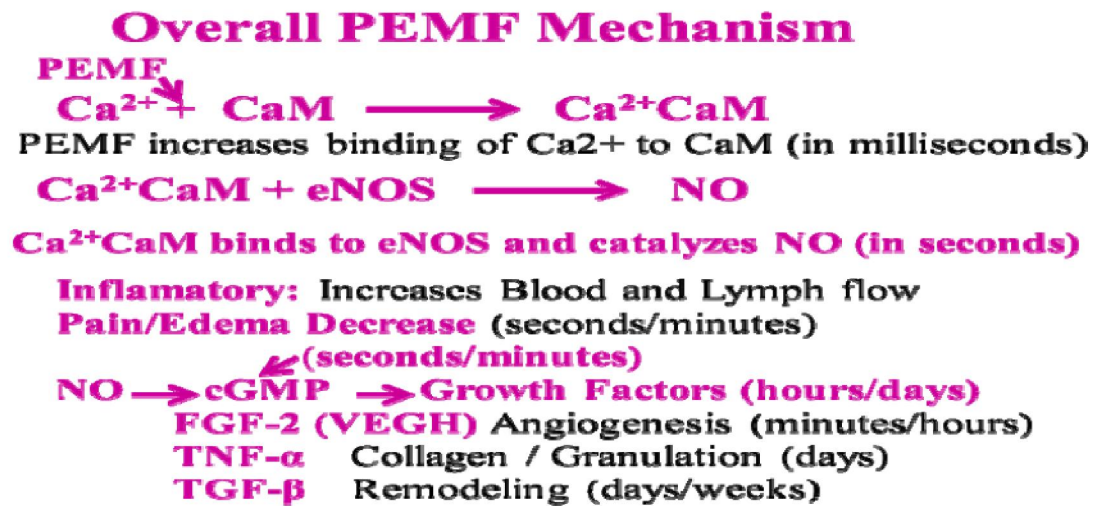 Overall PEMF Mechanism
PEMF
Ca²⁺ + CaM ⟶ Ca²⁺CaM
PEMF increases binding of Ca2+ to CaM (in milliseconds)
Ca²⁺CaM + eNOS ⟶ NO
Ca²⁺CaM binds to eNOS and catalyzes NO (in seconds)
Inflamatory: Increases Blood and Lymph flow
Pain/Edema Decrease (seconds/minutes)
(seconds/minutes)
NO ⟶ cGMP ⟶ Growth Factors (hours/days)
FGF-2 (VEGH) Angiogenesis (minutes/hours)
TNF-α Collagen / Granulation (days)
TGF-β Remodeling (days/weeks)